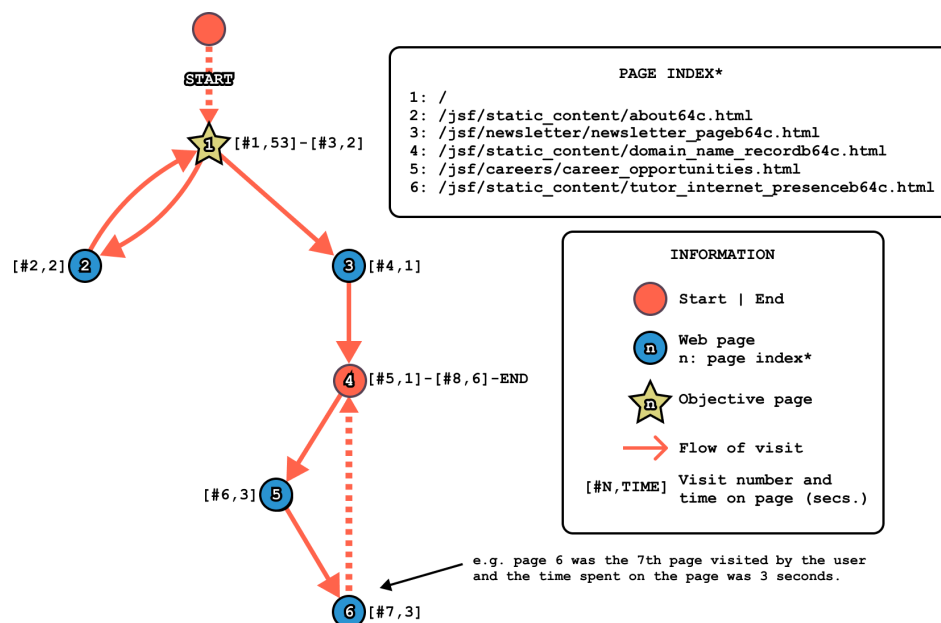 START
1
[#1,53]-[#3,2]
[#2,2]
2
3
[#4,1]
4
[#5,1]-[#8,6]-END
[#6,3]
5
6
[#7,3]
PAGE INDEX*
1: /
2: /jsf/static_content/about64c.html
3: /jsf/newsletter/newsletter_pageb64c.html
4: /jsf/static_content/domain_name_recordb64c.html
5: /jsf/careers/career_opportunities.html
6: /jsf/static_content/tutor_internet_presenceb64c.html
INFORMATION
Start | End
n
Web page
n: page index*
n
Objective page
Flow of visit
[#N,TIME]
Visit number and
time on page (secs.)
e.g. page 6 was the 7th page visited by the user
and the time spent on the page was 3 seconds.